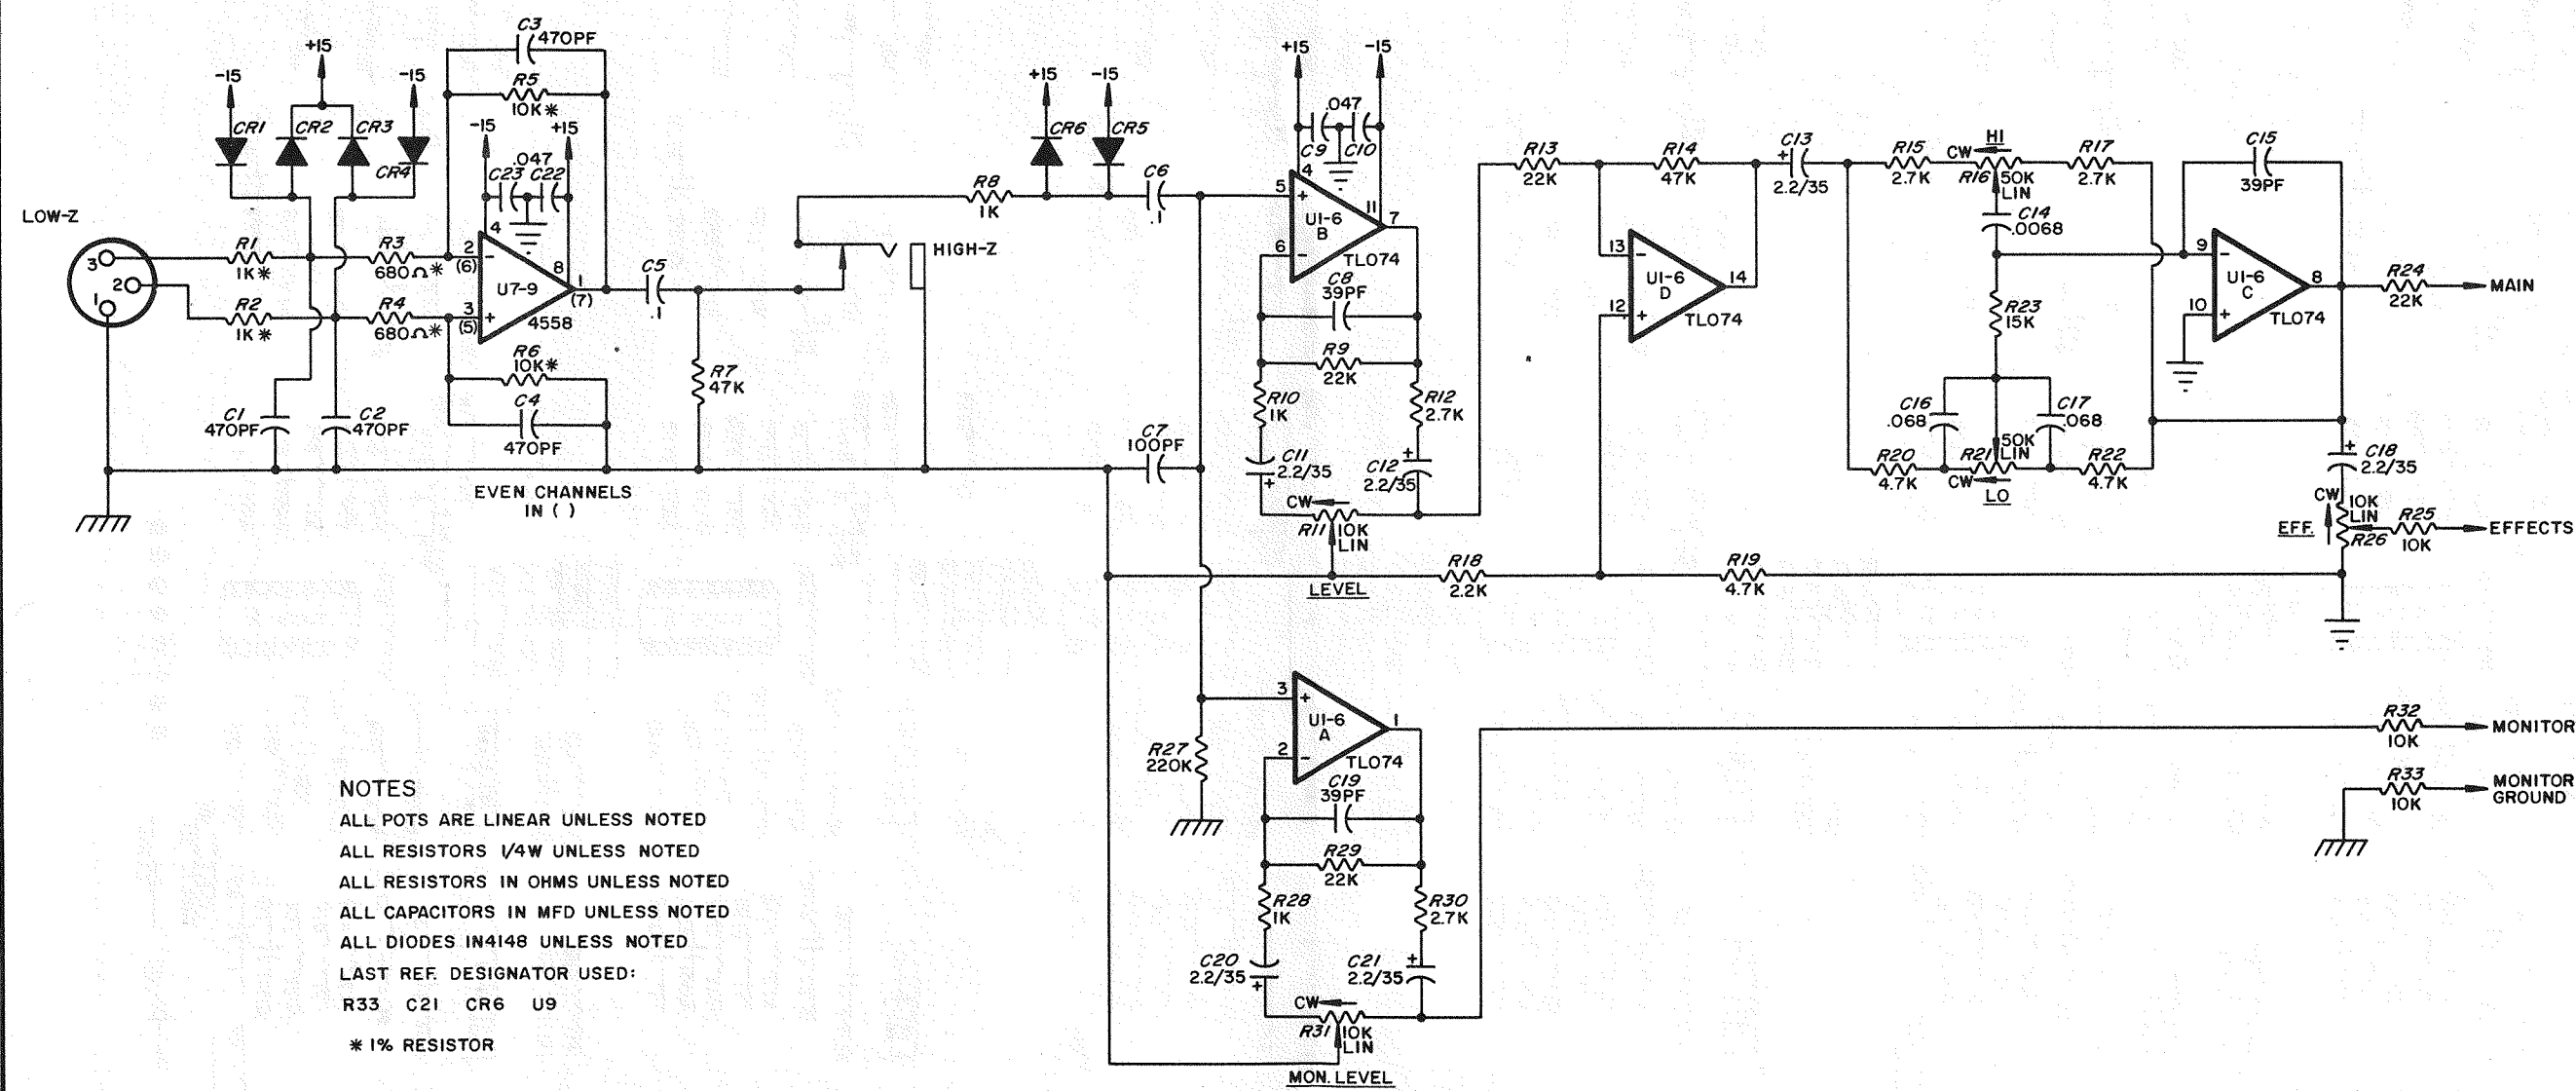 LOW-Z
3
2
1
-15
+15
-15
CR1
CR2
CR3
CR4
R1
1K*
R2
1K*
R3
680Ω*
R4
680Ω*
C1
470PF
C2
470PF
C3
470PF
R5
10K*
-15
+15
.047
C23
C22
4
8
2
(6)
-
3
(5)
+
1
(7)
U7-9
4558
R6
10K*
C4
470PF
EVEN CHANNELS
IN ( )
C5
.1
R7
47K
HIGH-Z
R8
1K
+15
-15
CR6
CR5
C6
.1
C7
100PF
+15
-15
.047
C9
C10
4
11
5
+
6
-
7
U1-6
B
TL074
C8
39PF
R9
22K
R10
1K
R12
2.7K
C11
2.2/35
+
C12
2.2/35
+
CW
R11
10K
LIN
LEVEL
R13
22K
R14
47K
13
-
12
+
14
U1-6
D
TL074
R18
2.2K
R19
4.7K
C13
+
2.2/35
R15
2.7K
HI
CW
R16
50K
LIN
R17
2.7K
C14
.0068
R23
15K
C16
.068
C17
.068
R20
4.7K
R21
50K
LIN
CW
LO
R22
4.7K
C15
39PF
9
-
10
+
8
U1-6
C
TL074
R24
22K
MAIN
+
C18
2.2/35
CW
10K
LIN
EFF.
R26
R25
10K
EFFECTS
R27
220K
3
+
2
-
1
U1-6
A
TL074
C19
39PF
R29
22K
R28
1K
R30
2.7K
C20
2.2/35
+
C21
2.2/35
+
CW
R31
10K
LIN
MON. LEVEL
R32
10K
MONITOR
R33
10K
MONITOR
GROUND
NOTES
ALL POTS ARE LINEAR UNLESS NOTED
ALL RESISTORS 1/4W UNLESS NOTED
ALL RESISTORS IN OHMS UNLESS NOTED
ALL CAPACITORS IN MFD UNLESS NOTED
ALL DIODES IN4148 UNLESS NOTED
LAST REF. DESIGNATOR USED:
R33 C21 CR6 U9
* 1% RESISTOR